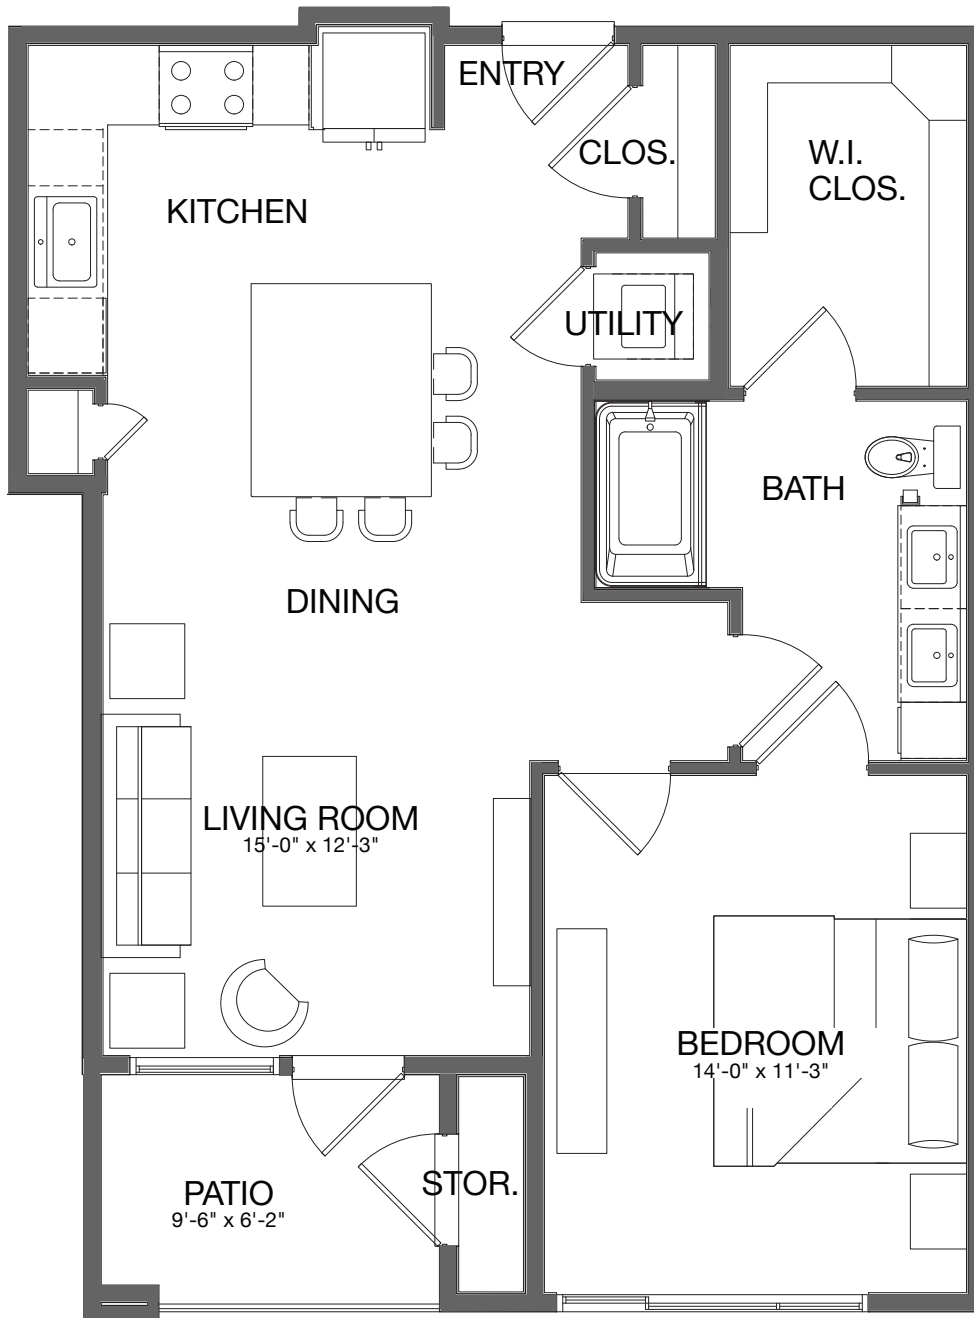 ENTRY
CLOS.
W.I.
CLOS.
KITCHEN
UTILITY
BATH
DINING
LIVING ROOM
15'-0" x 12'-3"
BEDROOM
14'-0" x 11'-3"
PATIO
9'-6" x 6'-2"
STOR.